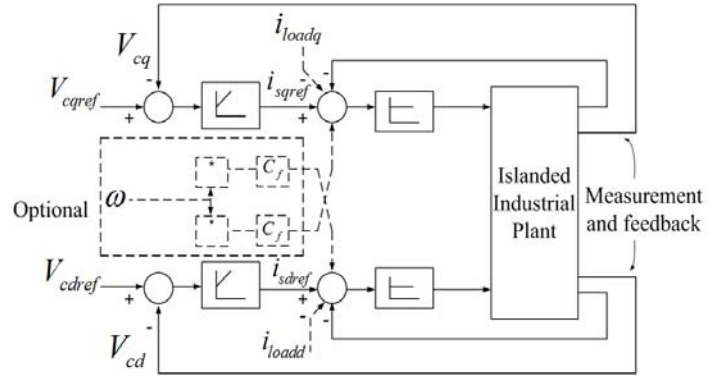 V_cq
-
i_loadq
-
-
V_cqref
+
i_sqref
+
*
C_f
Optional
ω
*
C_f
Islanded
Industrial
Plant
Measurement
and feedback
V_cdref
+
i_sdref
+
-
-
-
V_cd
i_loadd